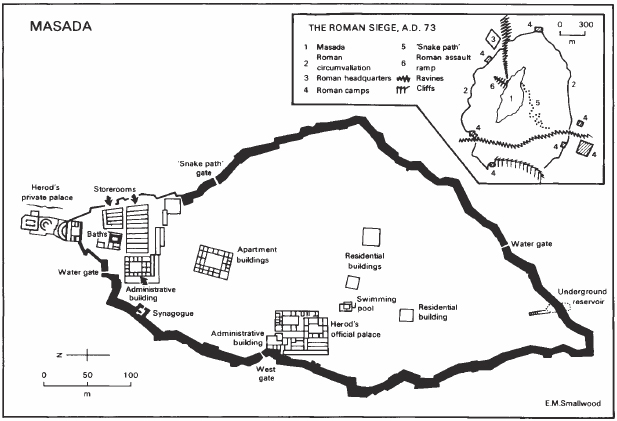 MASADA
THE ROMAN SIEGE, A.D. 73
1 Masada
2 Roman
circumvallation
3 Roman headquarters
4 Roman camps
5 'Snake path'
6 Roman assault
ramp
Ravines
Cliffs
0 300
m
4
3
4
6
2
2
1
5
4
4
4
4
4
'Snake path'
gate
Storerooms
Herod's
private palace
Baths
Water gate
Administrative
building
Synagogue
Apartment
buildings
Residential
buildings
Water gate
Swimming
pool
Residential
building
Underground
reservoir
Herod's
official palace
Administrative
building
West
gate
N
0 50 100
m
E.M.Smallwood